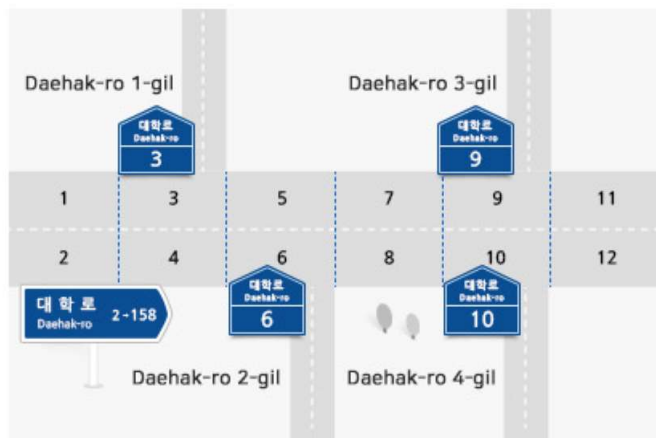 Daehak-ro 1-gil
Daehak-ro 3-gil
대학로
Daehak-ro
3
대학로
Daehak-ro
9
1 3 5 7 9 11
2 4 6 8 10 12
대학로
Daehak-ro
2→158
대학로
Daehak-ro
6
대학로
Daehak-ro
10
Daehak-ro 2-gil
Daehak-ro 4-gil